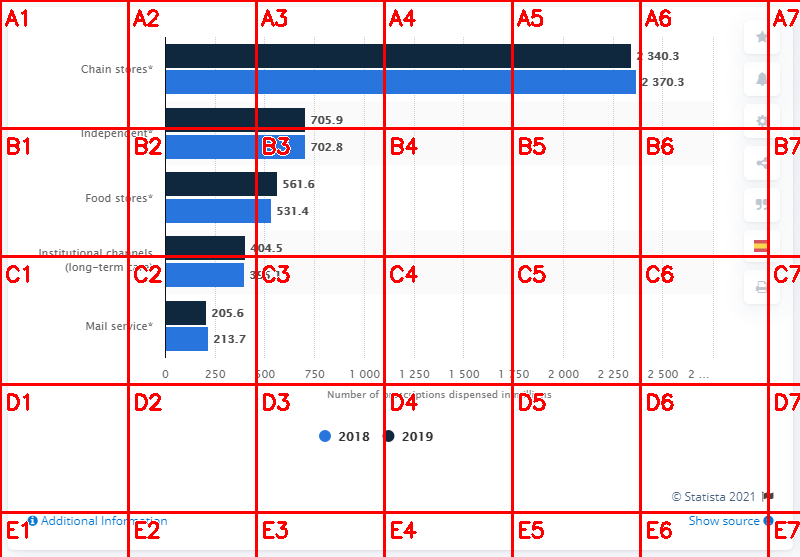 A1 A2 A3 A4 A5 A6 A7
Chain stores*
2 340.3
2 370.3
Independent*
705.9
702.8
B1 B2 B3 B4 B5 B6 B7
Food stores*
561.6
531.4
Institutional channels
(long-term care)*
404.5
C1 C2 C3 C4 C5 C6 C7
Mail service*
205.6
213.7
0 250 500 750 1 000 1 250 1 500 1 750 2 000 2 250 2 500 2 ...
Number of prescriptions dispensed in millions
D1 D2 D3 D4 D5 D6 D7
2018 2019
© Statista 2021
Additional Information
Show source
E1 E2 E3 E4 E5 E6 E7